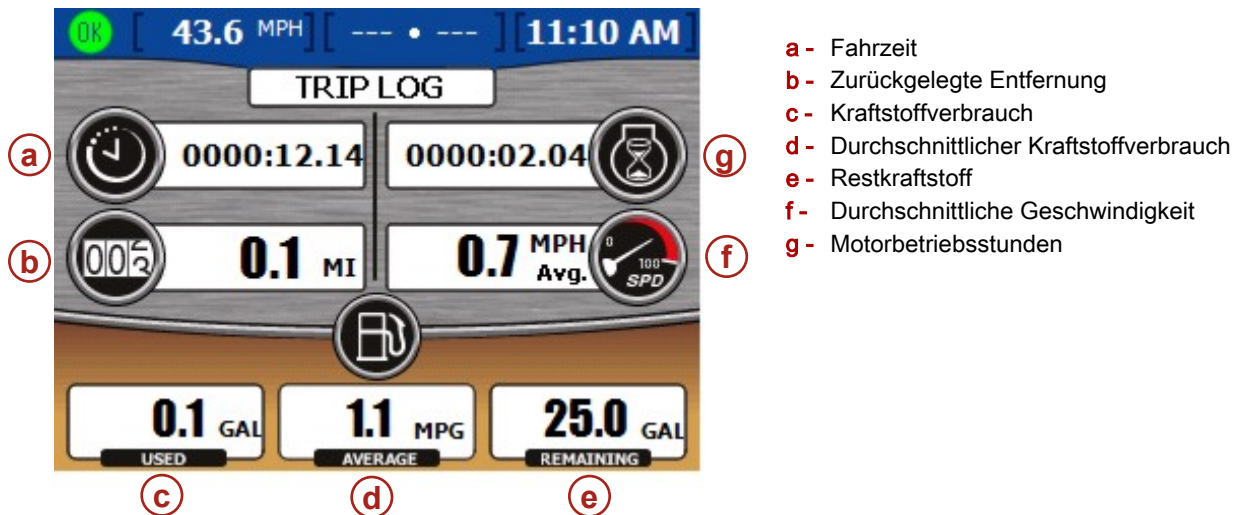 OK [ 43.6 MPH ] [ --- • --- ] [ 11:10 AM ]
TRIP LOG
a 0000:12.14 0000:02.04 g
b 003 0.1 MI 0.7 MPH Avg. 0 100 SPD f
0.1 GAL 1.1 MPG 25.0 GAL
USED AVERAGE REMAINING
c d e
a - Fahrzeit
b - Zurückgelegte Entfernung
c - Kraftstoffverbrauch
d - Durchschnittlicher Kraftstoffverbrauch
e - Restkraftstoff
f - Durchschnittliche Geschwindigkeit
g - Motorbetriebsstunden